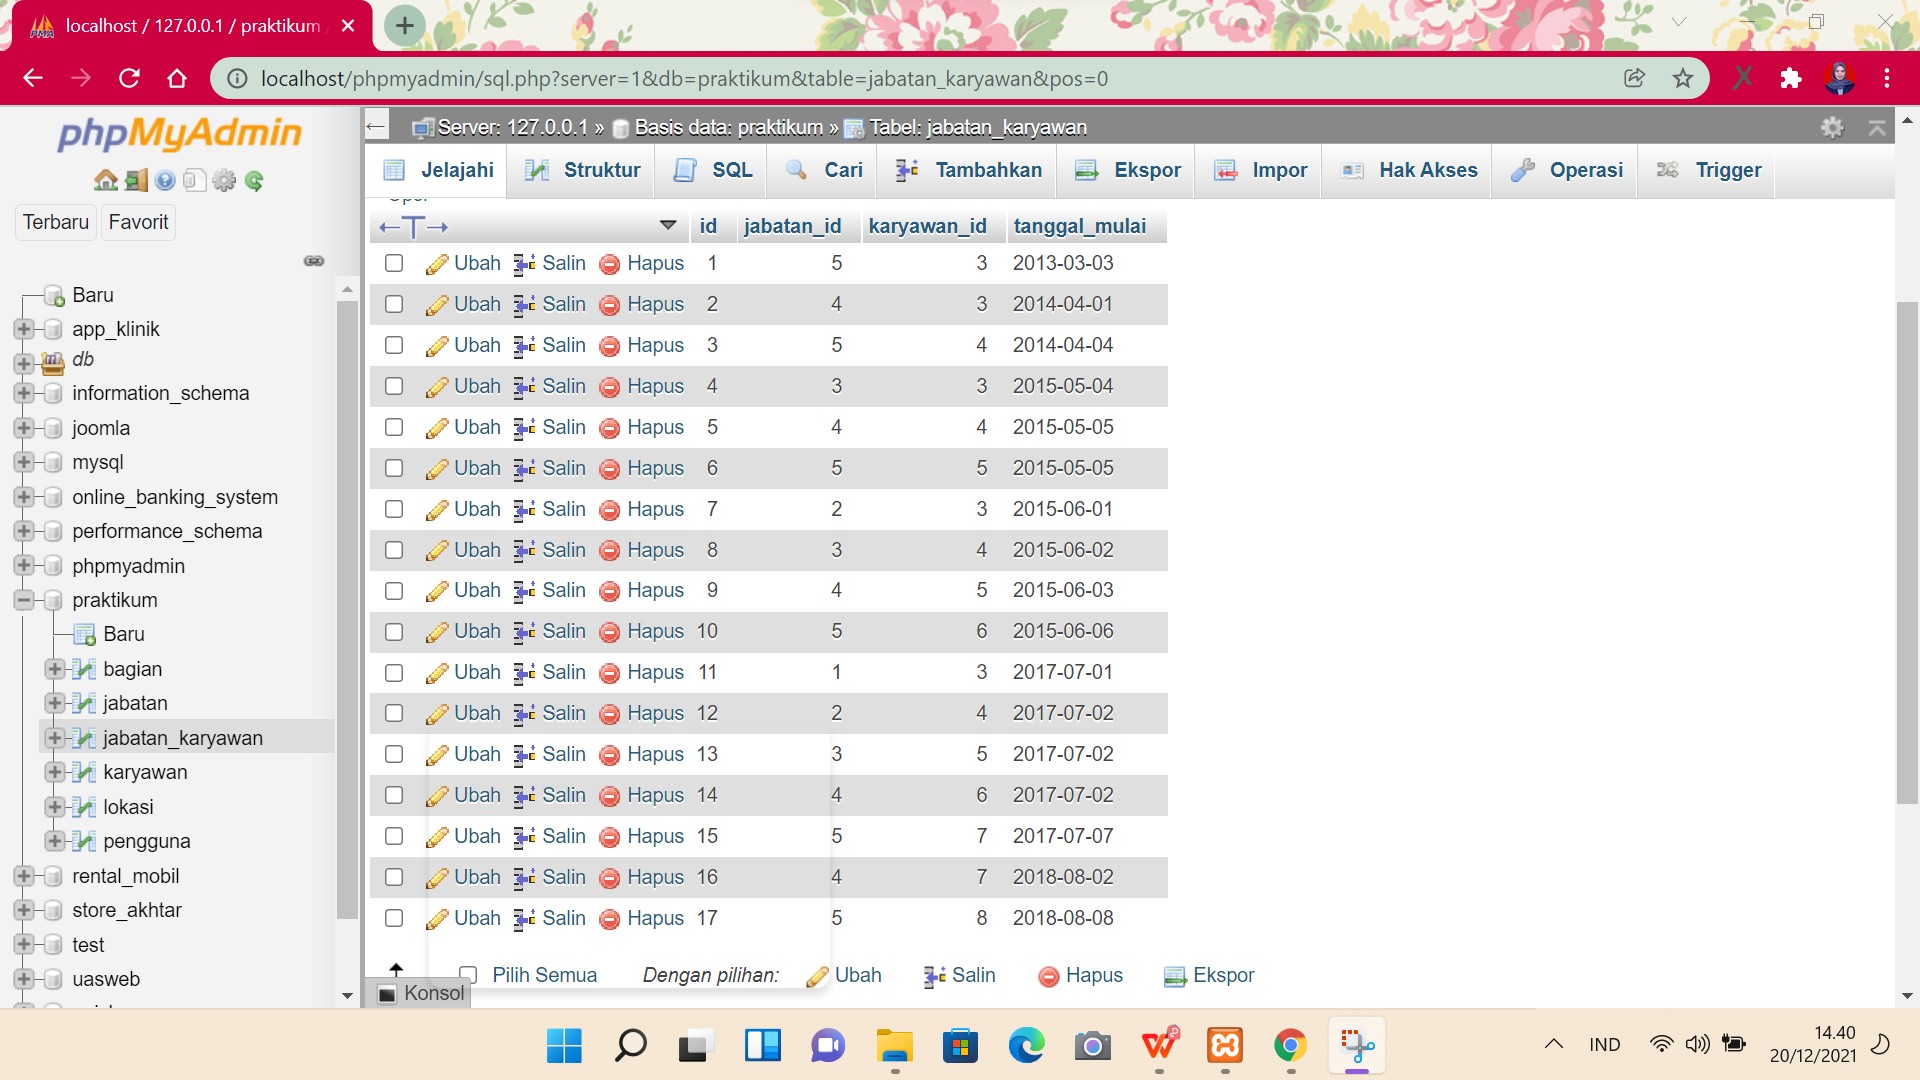 localhost / 127.0.0.1 / praktikum
localhost/phpmyadmin/sql.php?server=1&db=praktikum&table=jabatan_karyawan&pos=0
phpMyAdmin
Terbaru Favorit
Baru
app_klinik
db
information_schema
joomla
mysql
online_banking_system
performance_schema
phpmyadmin
praktikum
Baru
bagian
jabatan
jabatan_karyawan
karyawan
lokasi
pengguna
rental_mobil
store_akhtar
test
uasweb
Server: 127.0.0.1 » Basis data: praktikum » Tabel: jabatan_karyawan
Jelajahi Struktur SQL Cari Tambahkan Ekspor Impor Hak Akses Operasi Trigger
←T→ id jabatan_id karyawan_id tanggal_mulai
Ubah Salin Hapus 1 5 3 2013-03-03
Ubah Salin Hapus 2 4 3 2014-04-01
Ubah Salin Hapus 3 5 4 2014-04-04
Ubah Salin Hapus 4 3 3 2015-05-04
Ubah Salin Hapus 5 4 4 2015-05-05
Ubah Salin Hapus 6 5 5 2015-05-05
Ubah Salin Hapus 7 2 3 2015-06-01
Ubah Salin Hapus 8 3 4 2015-06-02
Ubah Salin Hapus 9 4 5 2015-06-03
Ubah Salin Hapus 10 5 6 2015-06-06
Ubah Salin Hapus 11 1 3 2017-07-01
Ubah Salin Hapus 12 2 4 2017-07-02
Ubah Salin Hapus 13 3 5 2017-07-02
Ubah Salin Hapus 14 4 6 2017-07-02
Ubah Salin Hapus 15 5 7 2017-07-07
Ubah Salin Hapus 16 4 7 2018-08-02
Ubah Salin Hapus 17 5 8 2018-08-08
Pilih Semua Dengan pilihan: Ubah Salin Hapus Ekspor
Konsol
IND
14.40
20/12/2021